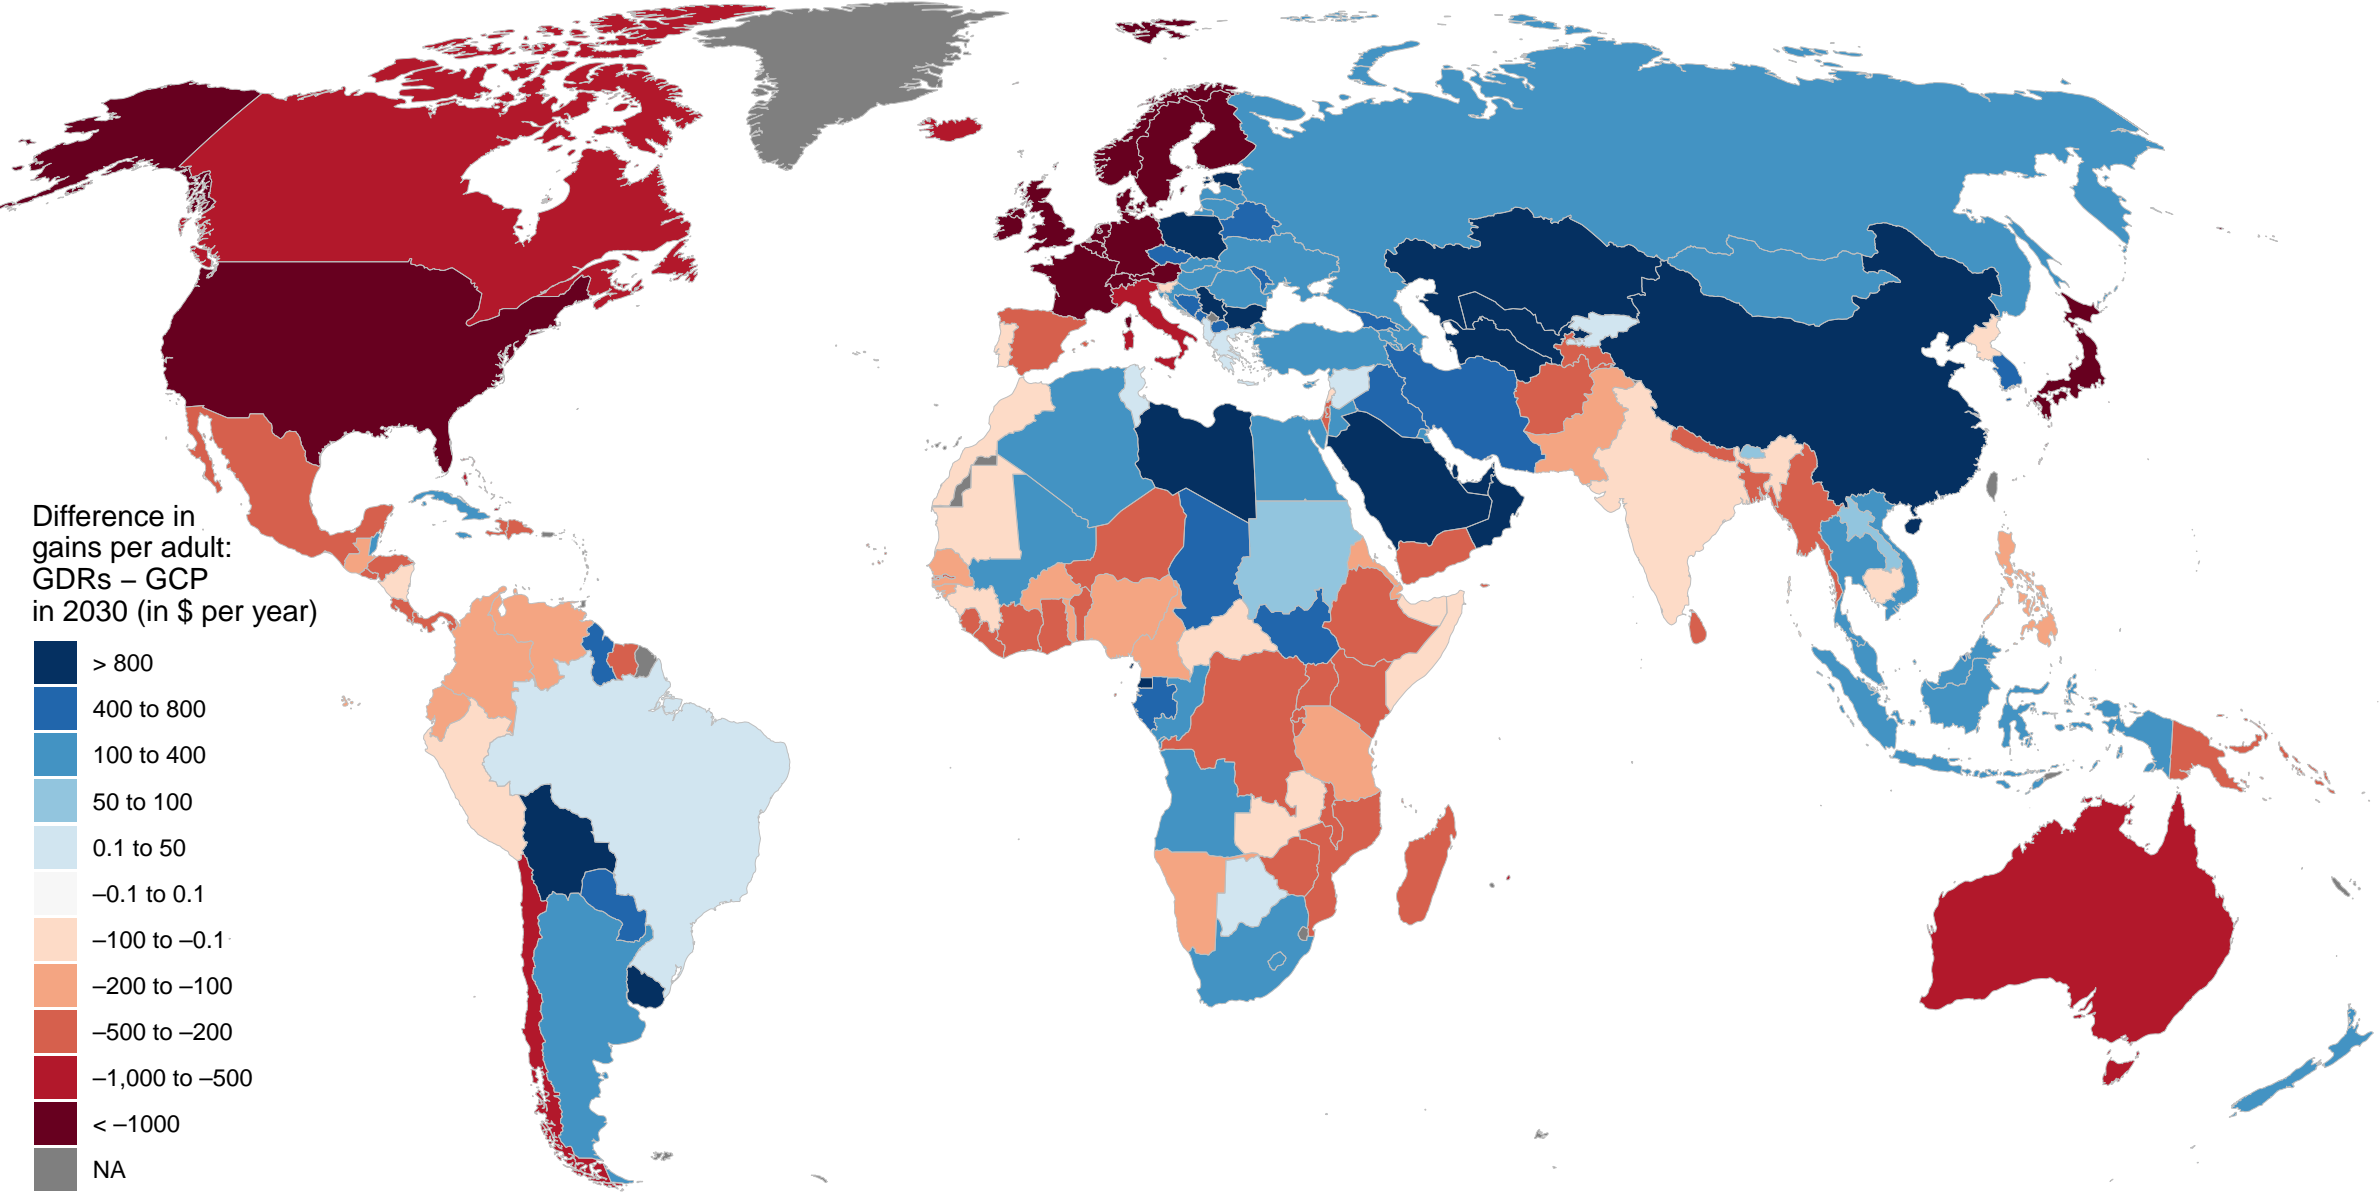 Difference in
gains per adult:
GDRs – GCP
in 2030 (in $ per year)
> 800
400 to 800
100 to 400
50 to 100
0.1 to 50
–0.1 to 0.1
–100 to –0.1
–200 to –100
–500 to –200
–1,000 to –500
< –1000
NA